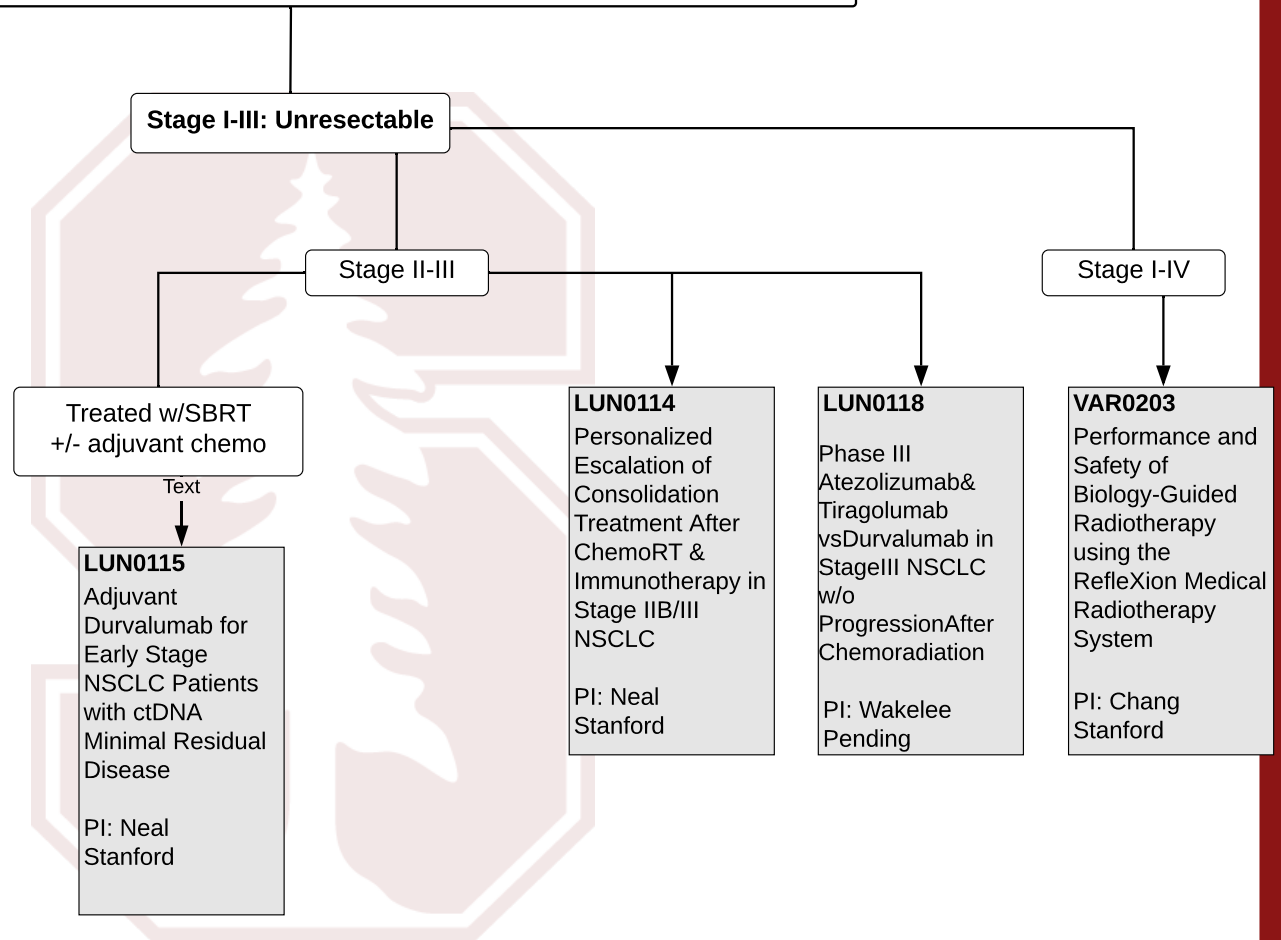 Stage I-III: Unresectable
Stage II-III
Stage I-IV
Treated w/SBRT
+/- adjuvant chemo
Text
LUN0115
Adjuvant
Durvalumab for
Early Stage
NSCLC Patients
with ctDNA
Minimal Residual
Disease
PI: Neal
Stanford
LUN0114
Personalized
Escalation of
Consolidation
Treatment After
ChemoRT &
Immunotherapy in
Stage IIB/III
NSCLC
PI: Neal
Stanford
LUN0118
Phase III
Atezolizumab&
Tiragolumab
vsDurvalumab in
StageIII NSCLC
w/o
ProgressionAfter
Chemoradiation
PI: Wakelee
Pending
VAR0203
Performance and
Safety of
Biology-Guided
Radiotherapy
using the
RefleXion Medical
Radiotherapy
System
PI: Chang
Stanford